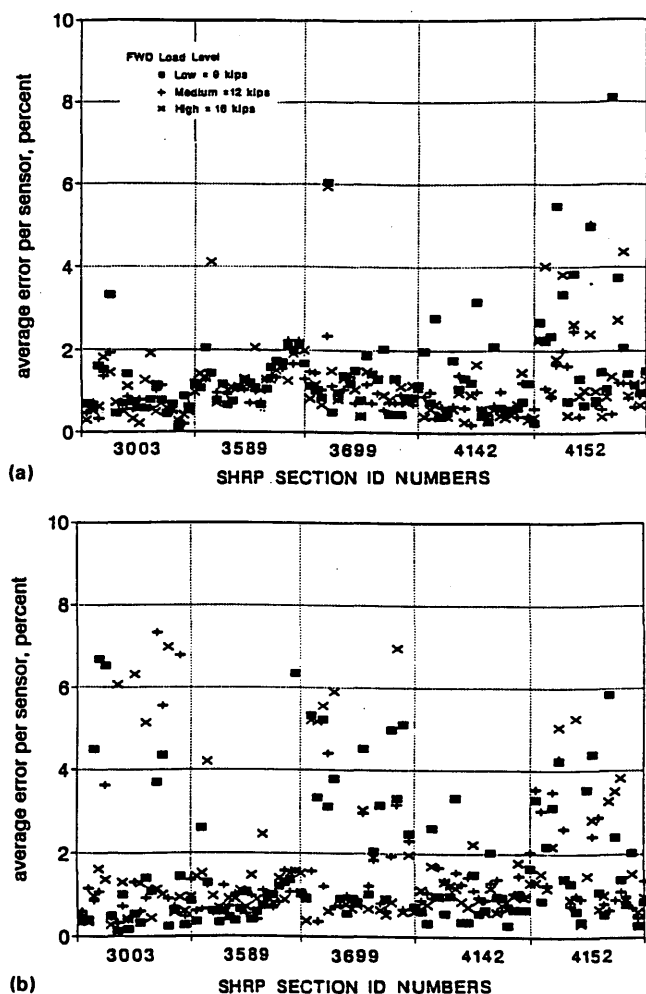 10
8
6
4
2
0
average error per sensor, percent
FWD Load Level
Low = 9 kips
Medium =12 kips
High = 16 kips
3003 3589 3699 4142 4152
(a)
SHRP SECTION ID NUMBERS
10
8
6
4
2
0
average error per sensor, percent
3003 3589 3699 4142 4152
(b)
SHRP SECTION ID NUMBERS